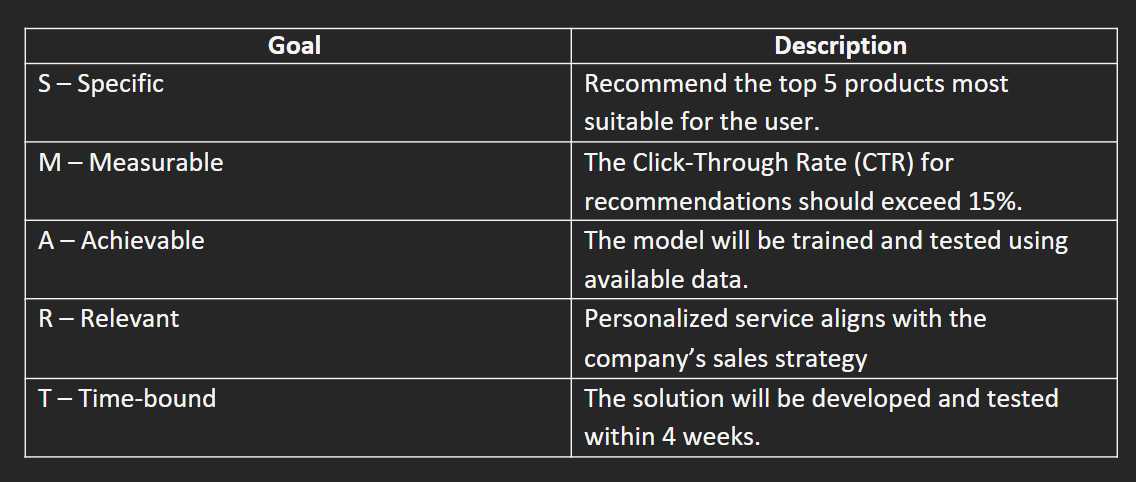 Goal
Description
S – Specific
Recommend the top 5 products most
suitable for the user.
M – Measurable
The Click-Through Rate (CTR) for
recommendations should exceed 15%.
A – Achievable
The model will be trained and tested using
available data.
R – Relevant
Personalized service aligns with the
company’s sales strategy
T – Time-bound
The solution will be developed and tested
within 4 weeks.